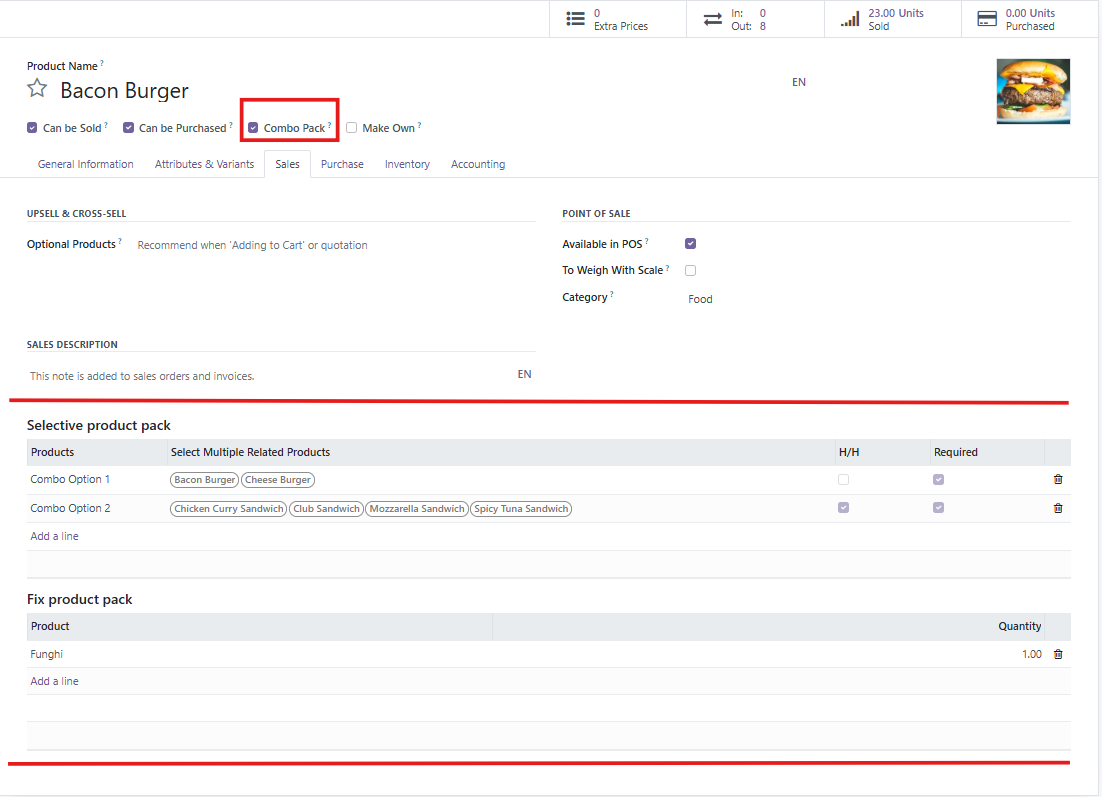 0
Extra Prices
In: 0
Out: 8
23.00 Units
Sold
0.00 Units
Purchased
Product Name ?
Bacon Burger
EN
Can be Sold ? Can be Purchased ? Combo Pack ? Make Own ?
General Information Attributes & Variants Sales Purchase Inventory Accounting
UPSELL & CROSS-SELL
Optional Products ? Recommend when 'Adding to Cart' or quotation
POINT OF SALE
Available in POS ?
To Weigh With Scale ?
Category ? Food
SALES DESCRIPTION
This note is added to sales orders and invoices. EN
Selective product pack
Products Select Multiple Related Products H/H Required
Combo Option 1 Bacon Burger Cheese Burger
Combo Option 2 Chicken Curry Sandwich Club Sandwich Mozzarella Sandwich Spicy Tuna Sandwich
Add a line
Fix product pack
Product Quantity
Funghi 1.00
Add a line